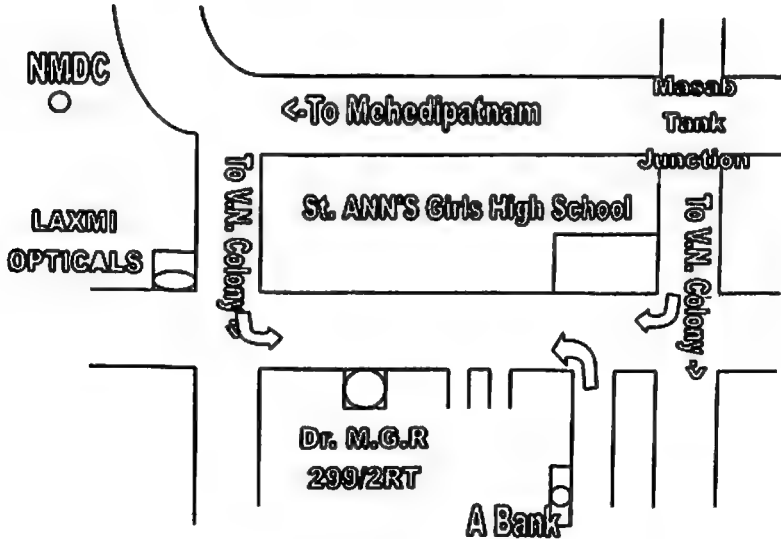 NMDC
<-To Mehedipatnam
Masab
Tank
Junction
To V.N. Colony ->
St. ANN'S Girls High School
To V.N. Colony ->
LAXMI
OPTICALS
Dr. M.G.R
299/2RT
A Bank